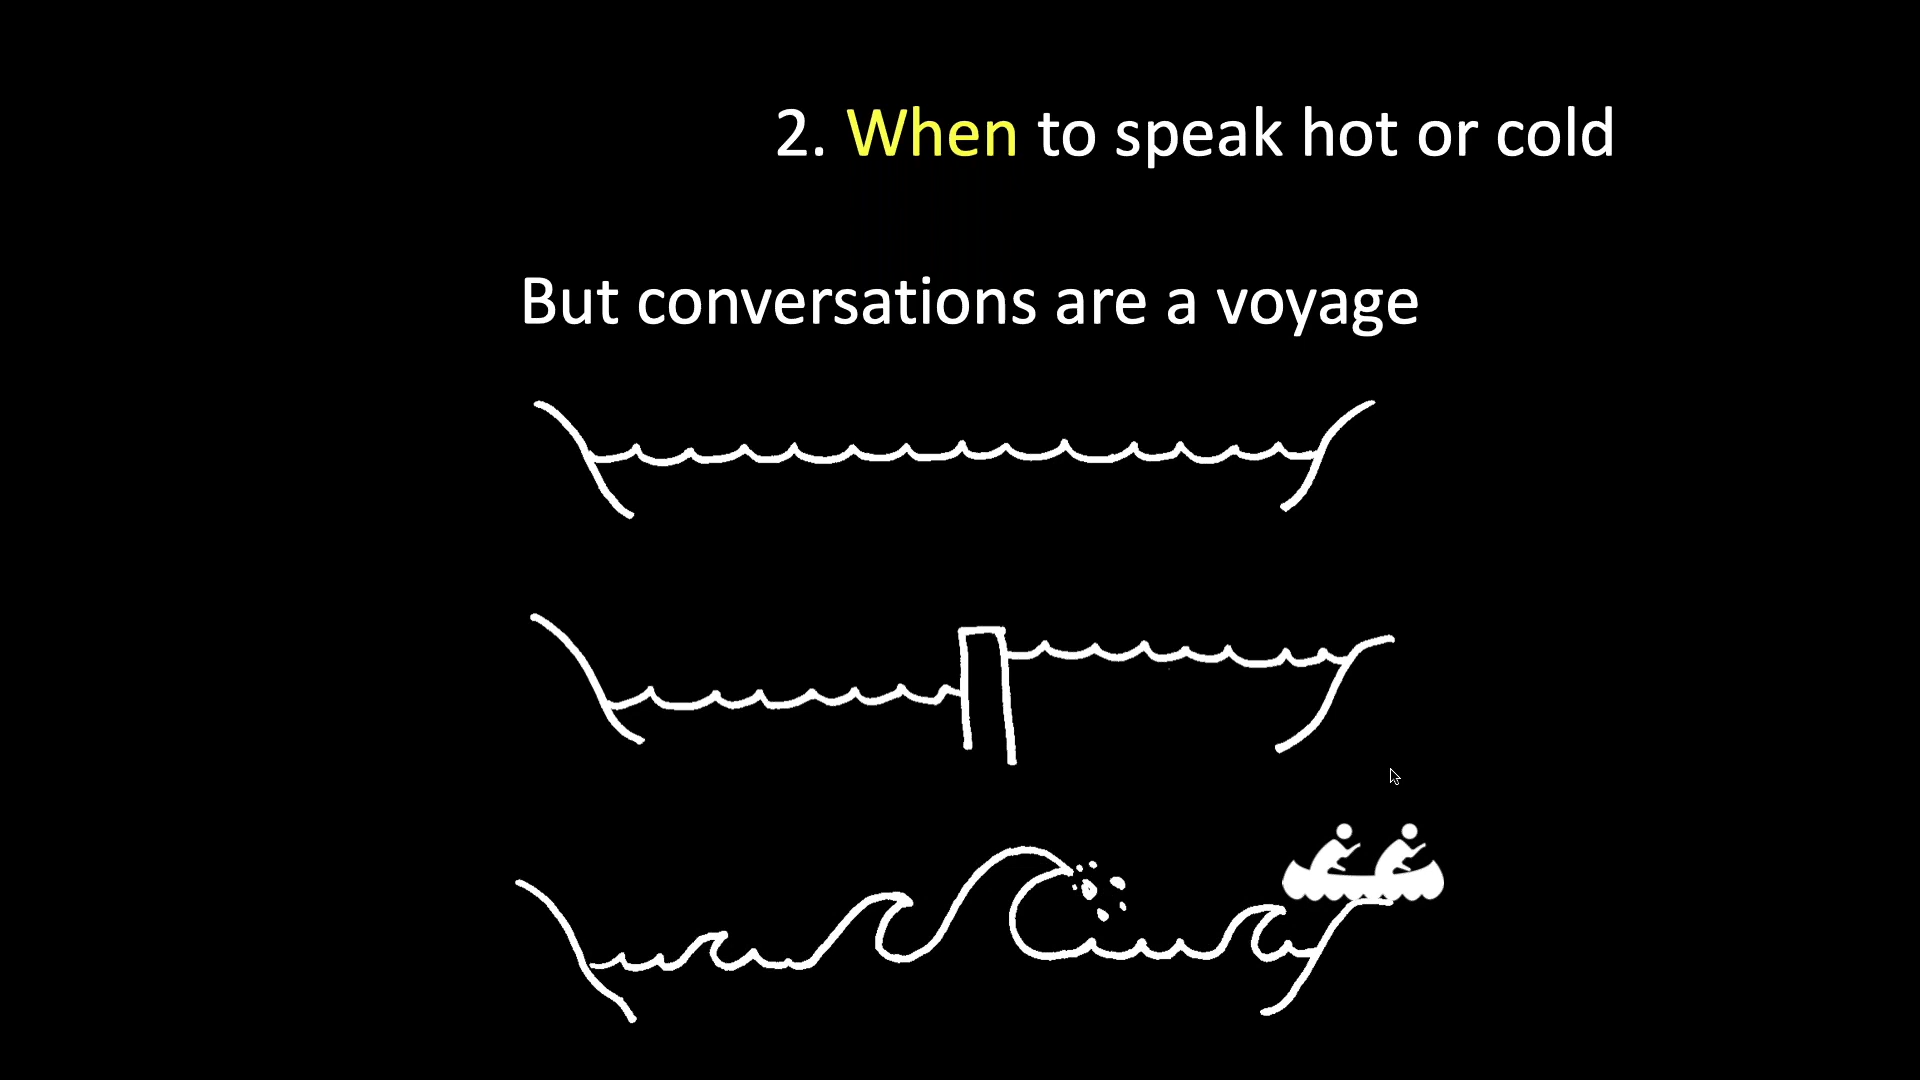 2. When to speak hot or cold
But conversations are a voyage